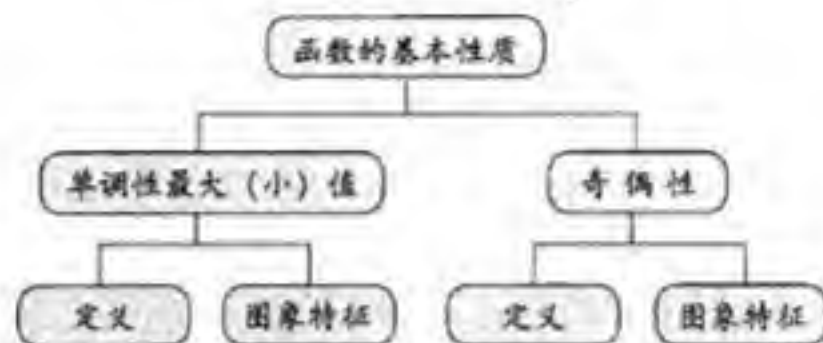 函数的基本性质
单调性最大（小）值
奇偶性
定义
图象特征
定义
图象特征